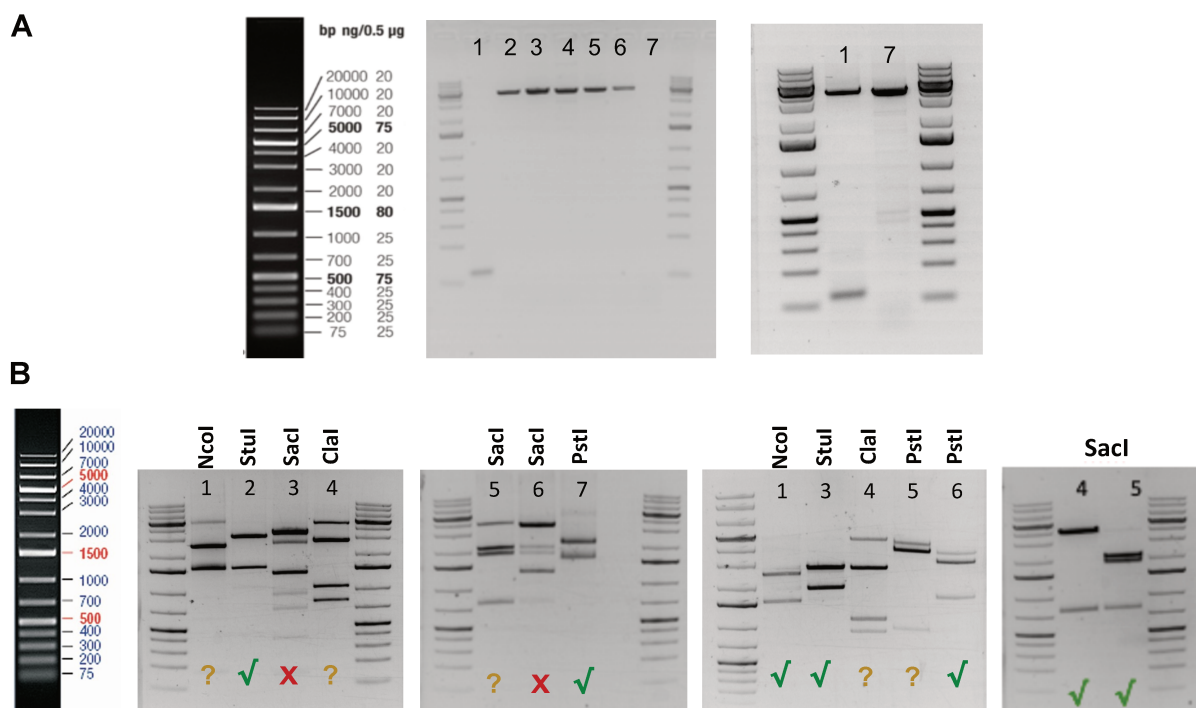 A
bp ng/0.5 µg
20000 20
10000 20
7000 20
5000 75
4000 20
3000 20
2000 20
1500 80
1000 25
700 25
500 75
400 25
300 25
200 25
75 25
1 2 3 4 5 6 7
1 7
B
20000
10000
7000
5000
4000
3000
2000
1500
1000
700
500
400
300
200
75
NcoI StuI SacI ClaI
1 2 3 4
? √ X ?
SacI SacI PstI
5 6 7
? X √
NcoI StuI ClaI PstI PstI
1 3 4 5 6
√ √ ? ? √
SacI
4 5
√ √